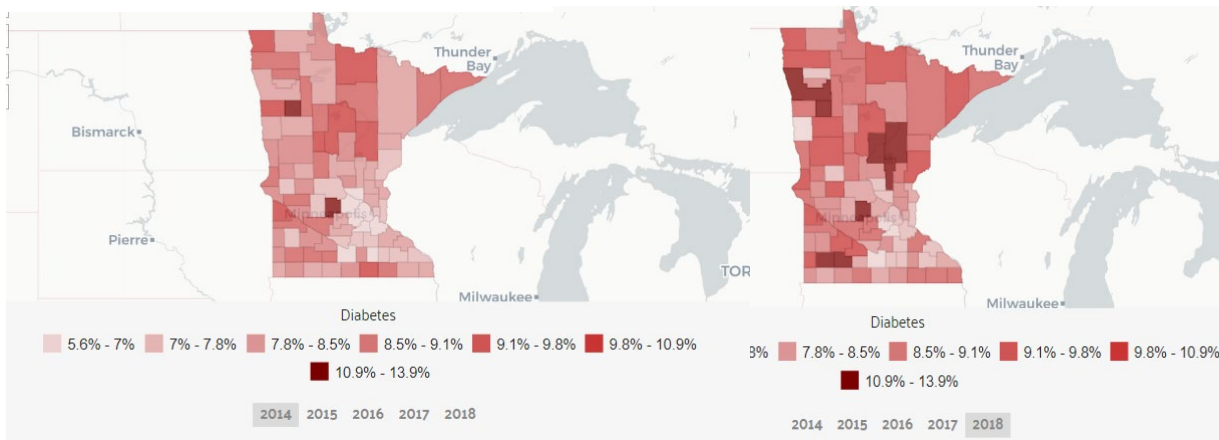 Thunder
Bay
Bismarck
Minneapolis
Pierre
TOR
Milwaukee
Diabetes
5.6% - 7% 7% - 7.8% 7.8% - 8.5% 8.5% - 9.1% 9.1% - 9.8% 9.8% - 10.9%
10.9% - 13.9%
2014 2015 2016 2017 2018
Thunder
Bay
Minneapolis
Milwaukee
Diabetes
8% 7.8% - 8.5% 8.5% - 9.1% 9.1% - 9.8% 9.8% - 10.9%
10.9% - 13.9%
2014 2015 2016 2017 2018